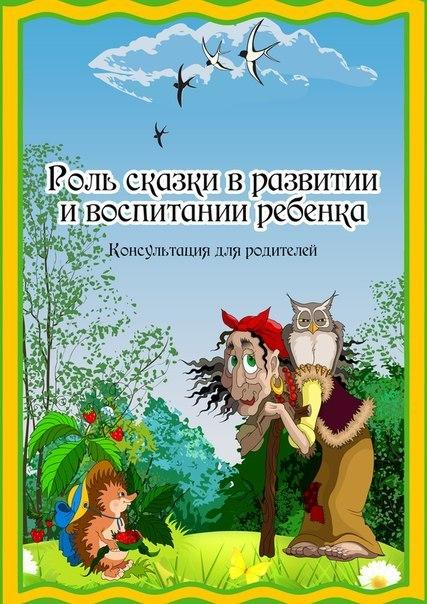 Роль сказки в развитии
и воспитании ребенка
Консультация для родителей